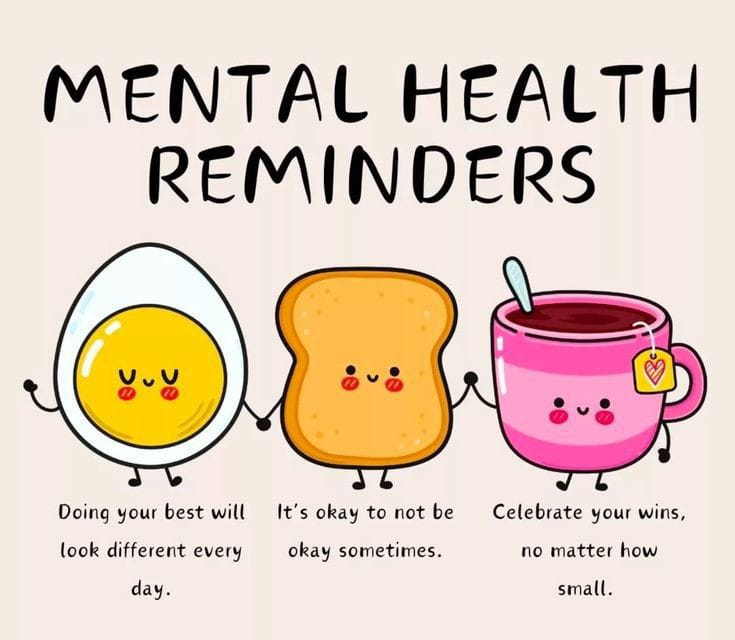 MENTAL HEALTH
REMINDERS
Doing your best will
look different every
day.
It's okay to not be
okay sometimes.
Celebrate your wins,
no matter how
small.